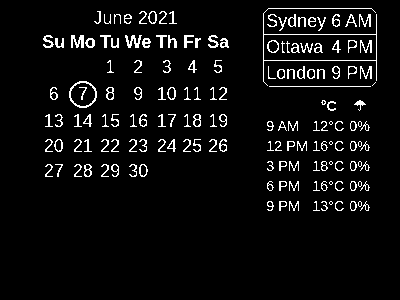 June 2021
Su Mo Tu We Th Fr Sa
1 2 3 4 5
6 7 8 9 10 11 12
13 14 15 16 17 18 19
20 21 22 23 24 25 26
27 28 29 30
Sydney 6 AM
Ottawa 4 PM
London 9 PM
°C ☂
9 AM 12°C 0%
12 PM 16°C 0%
3 PM 18°C 0%
6 PM 16°C 0%
9 PM 13°C 0%